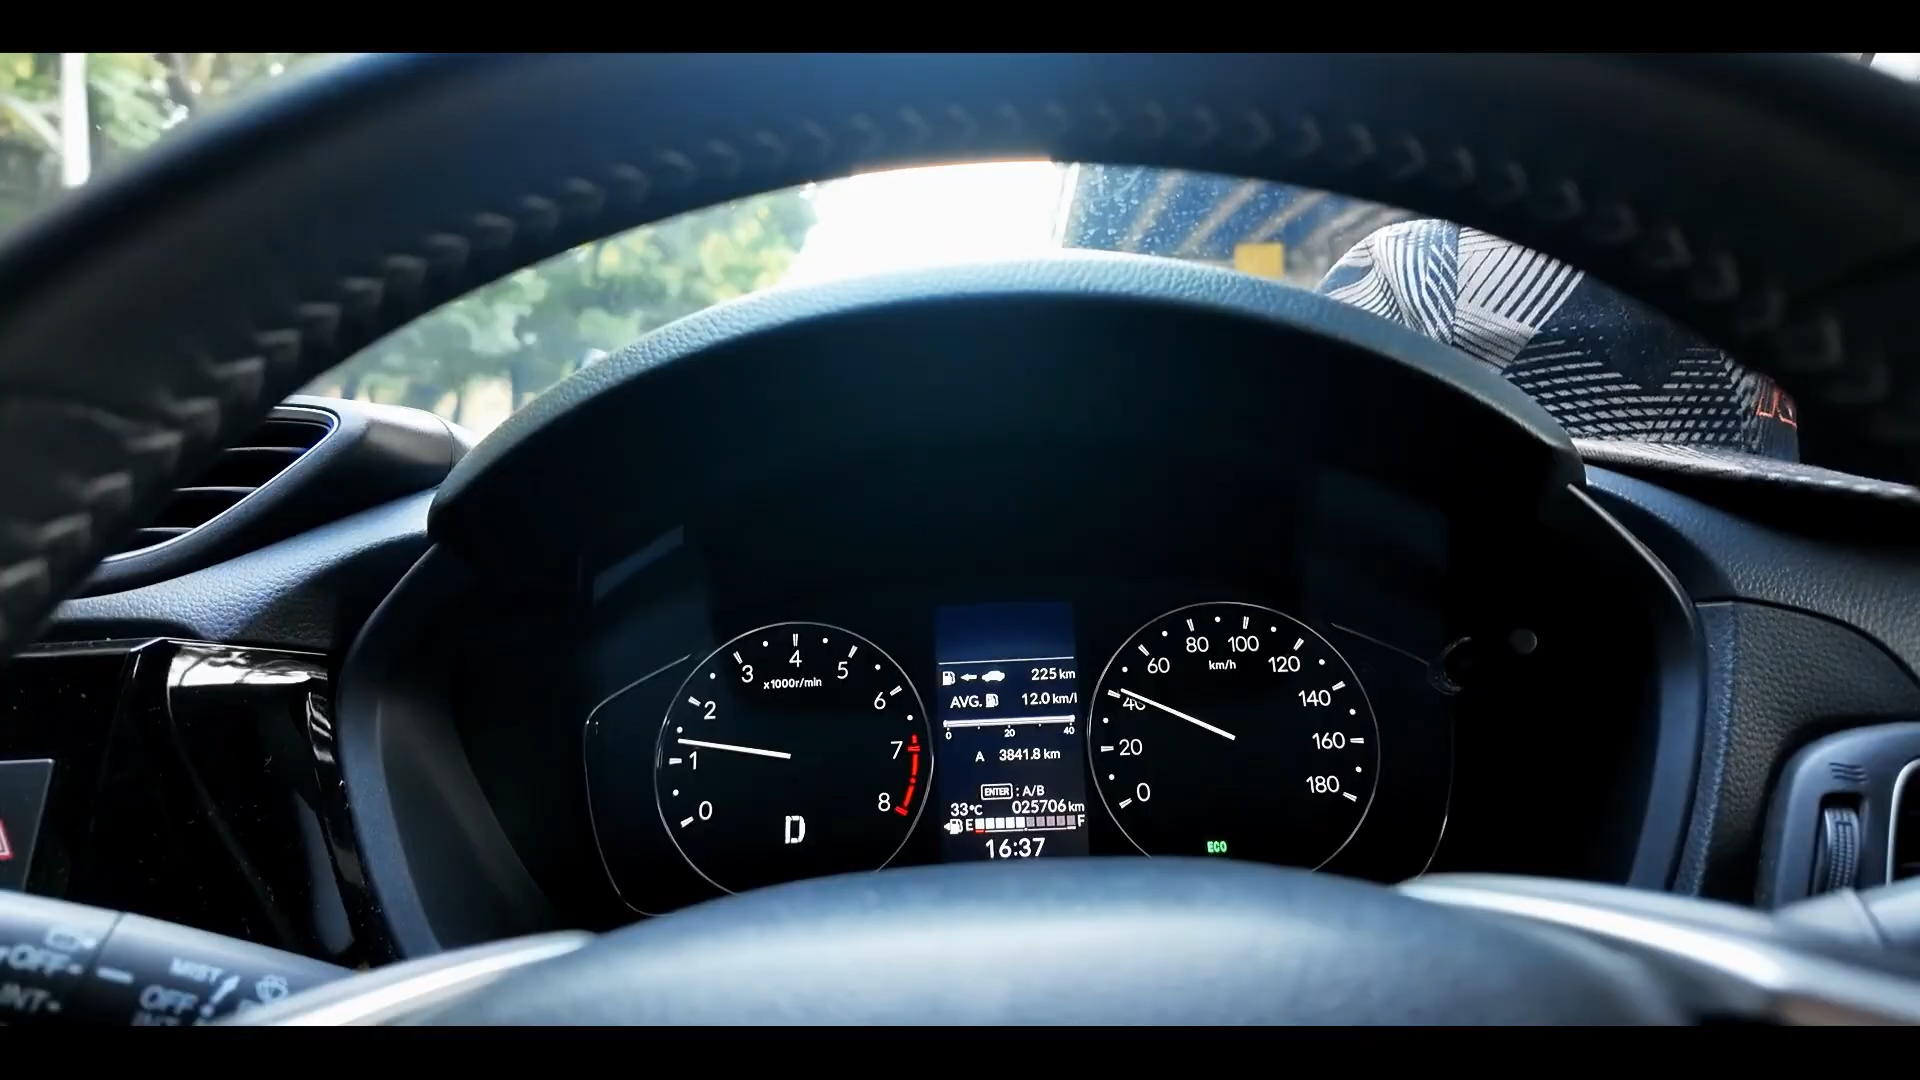 0
1
2
3
4
5
6
7
8
x1000r/min
D
225 km
AVG. 12.0 km/l
0 20 40
A 3841.8 km
ENTER : A/B
33°C 025706 km
E F
16:37
0
20
40
60
80
100
120
140
160
180
km/h
ECO
OFF
INT
MIST
OFF